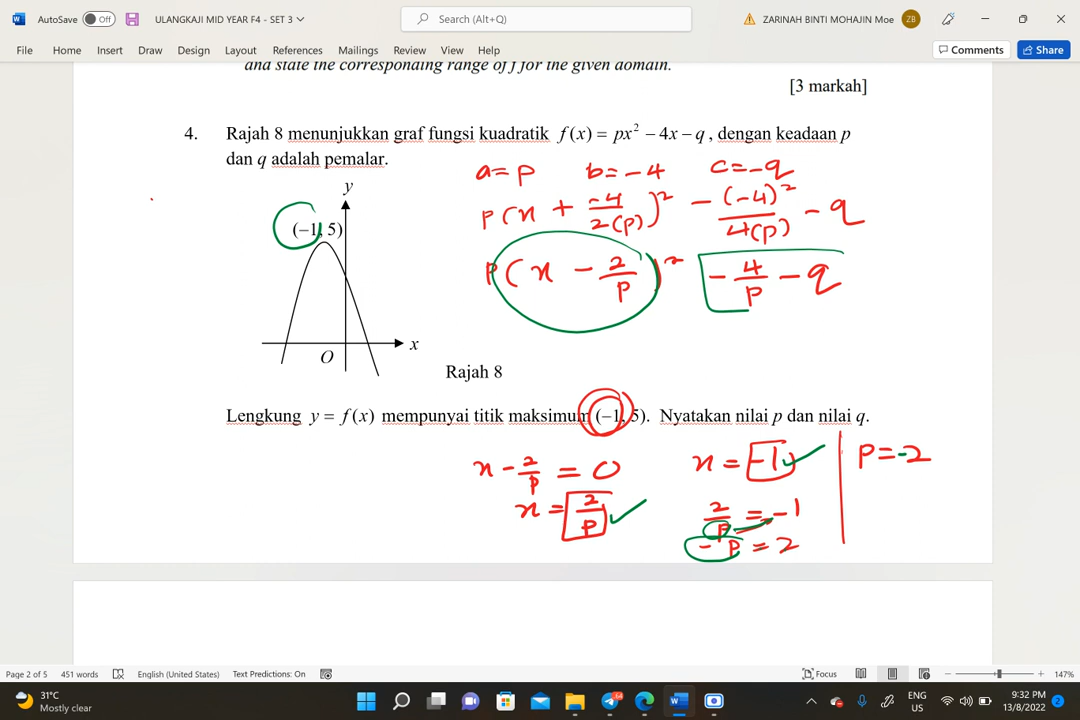 AutoSave Off ULANGKAJI MID YEAR F4 - SET 3 Search (Alt+Q) ZARINAH BINTI MOHAJIN Moe ZB
File Home Insert Draw Design Layout References Mailings Review View Help Comments Share
and state the corresponding range of f for the given domain.
[3 markah]
4. Rajah 8 menunjukkan graf fungsi kuadratik f(x) = px² − 4x − q, dengan keadaan p
dan q adalah pemalar.
a = p b = −4 c = −q
y
p(x + −4/2(p))² − (−4)²/4(p) − q
(−1, 5)
p(x − 2/p)² − 4/p − q
x
O
Rajah 8
Lengkung y = f(x) mempunyai titik maksimum (−1, 5). Nyatakan nilai p dan nilai q.
x − 2/p = 0 x = −1 p = −2
x = 2/p 2/p = −1
−p = 2
Page 2 of 5 451 words English (United States) Text Predictions: On Focus 147%
31°C
Mostly clear
ENG
US
9:32 PM
13/8/2022
2